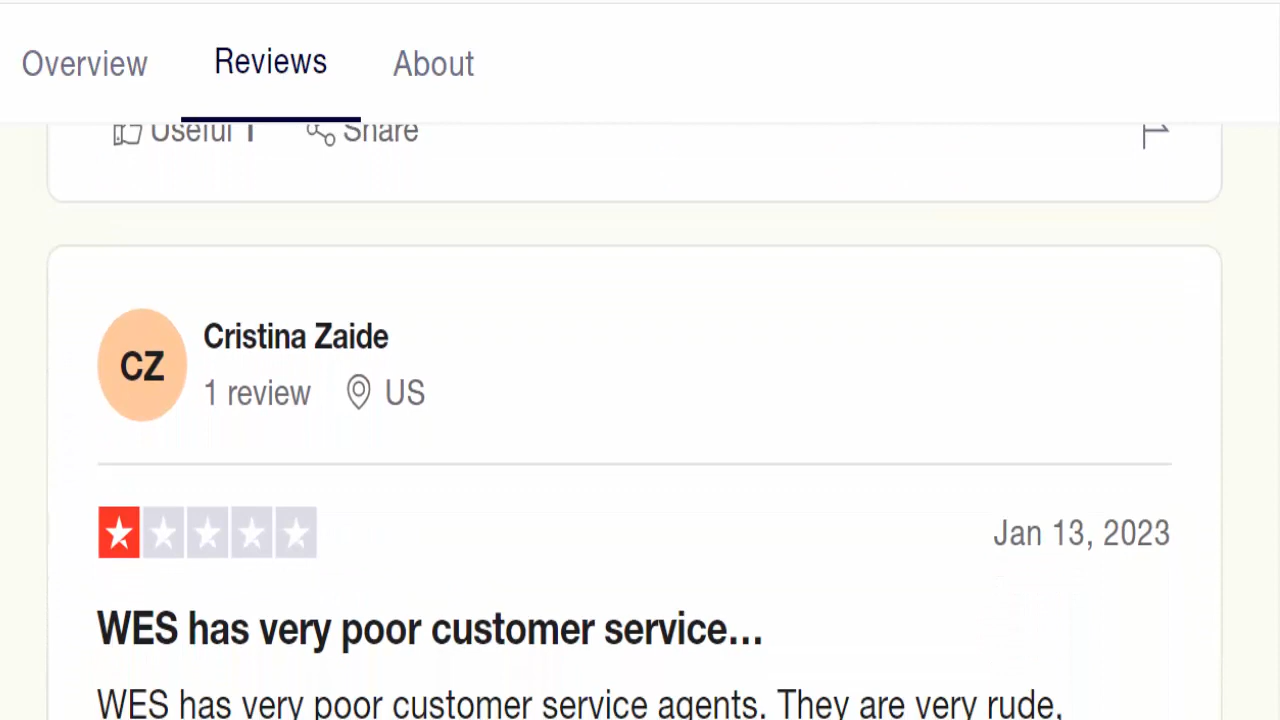 Overview Reviews About
Useful 1 Share
CZ
Cristina Zaide
1 review US
Jan 13, 2023
WES has very poor customer service...
WES has very poor customer service agents. They are very rude,